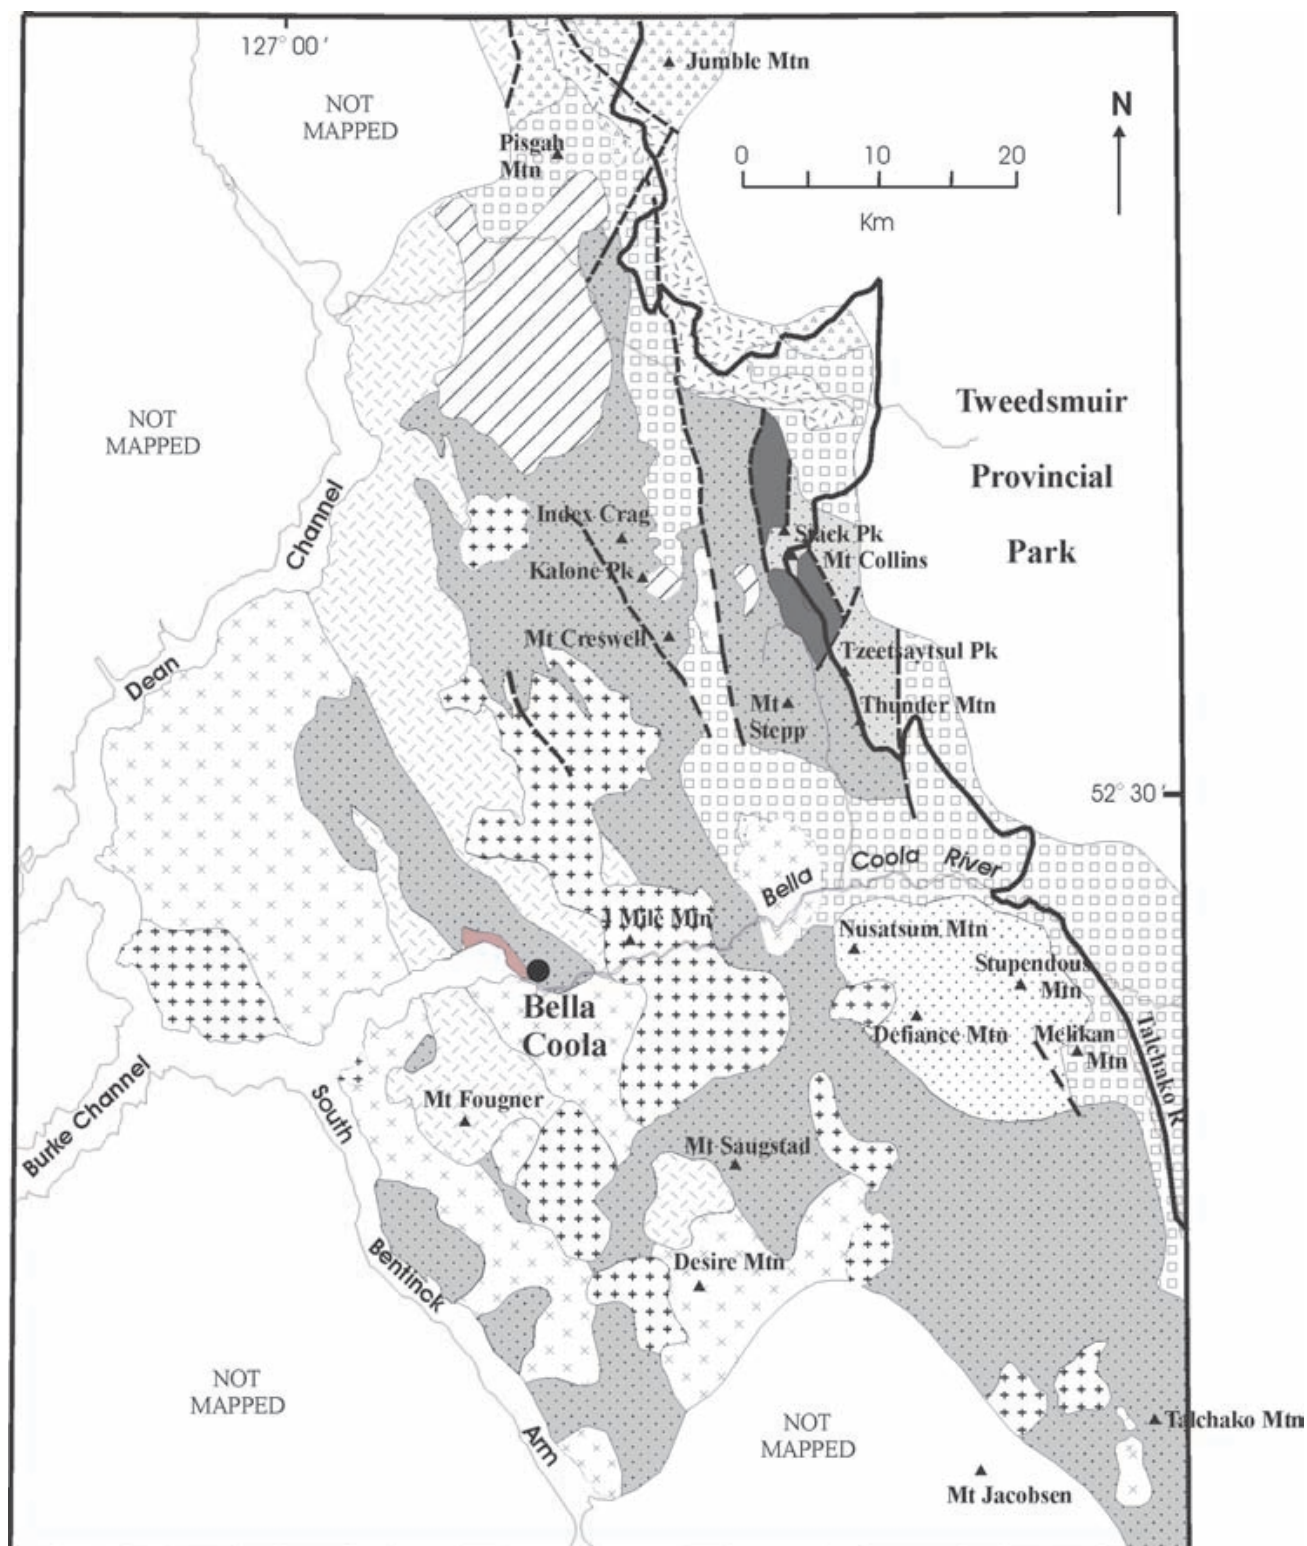 127° 00 '
Jumble Mtn
NOT
MAPPED
N
Pisgah
Mtn
0 10 20
Km
Tweedsmuir
Provincial
Park
NOT
MAPPED
Channel
Index Crag
Stack Pk
Mt Collins
Kalone Pk
Mt Creswell
Tzeetsaytsul Pk
Dean
Mt
Stepp
Thunder Mtn
52° 30 '
Bella Coola River
4 Mile Mtn
Nusatsum Mtn
Stupendous
Mtn
Bella
Coola
Defiance Mtn
Melikan
Mtn
Talchako R
Burke Channel
South
Mt Fougner
Mt Saugstad
Bentinck
Desire Mtn
NOT
MAPPED
Arm
NOT
MAPPED
Talchako Mtn
Mt Jacobsen